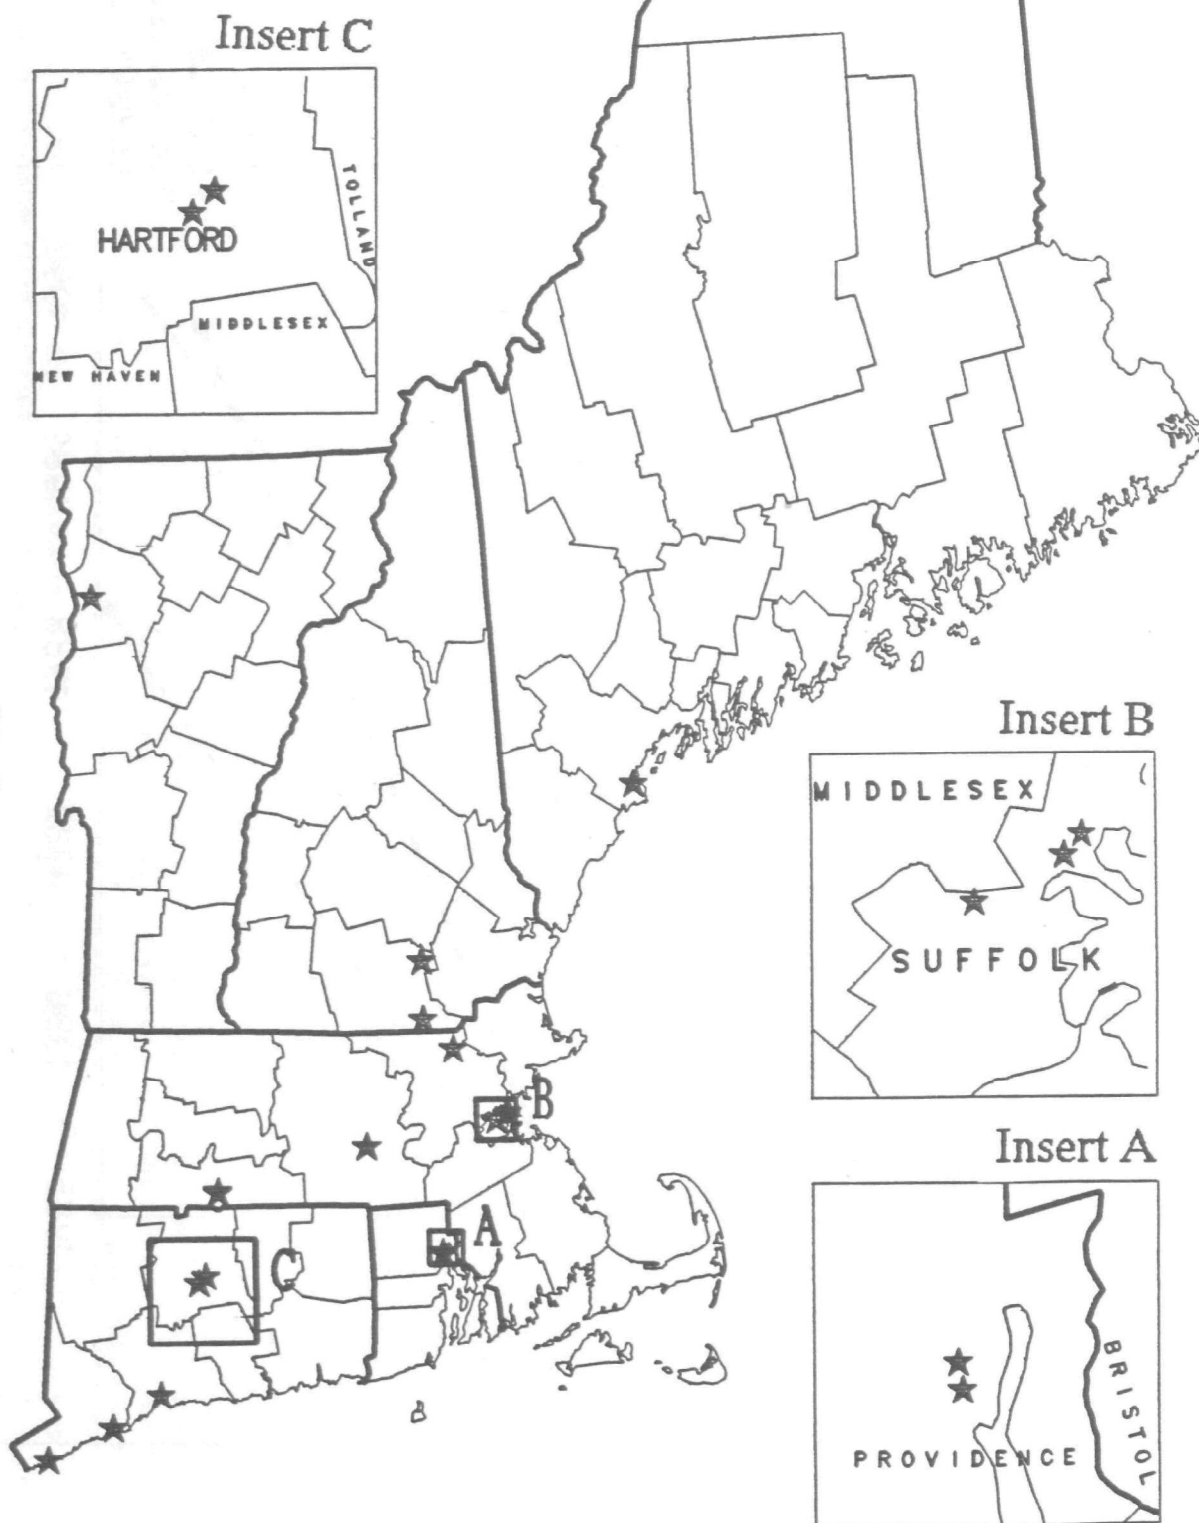 Insert C
TOLLAND
HARTFORD
MIDDLESEX
NEW HAVEN
Insert B
MIDDLESEX
SUFFOLK
B
Insert A
A
C
BRISTOL
PROVIDENCE